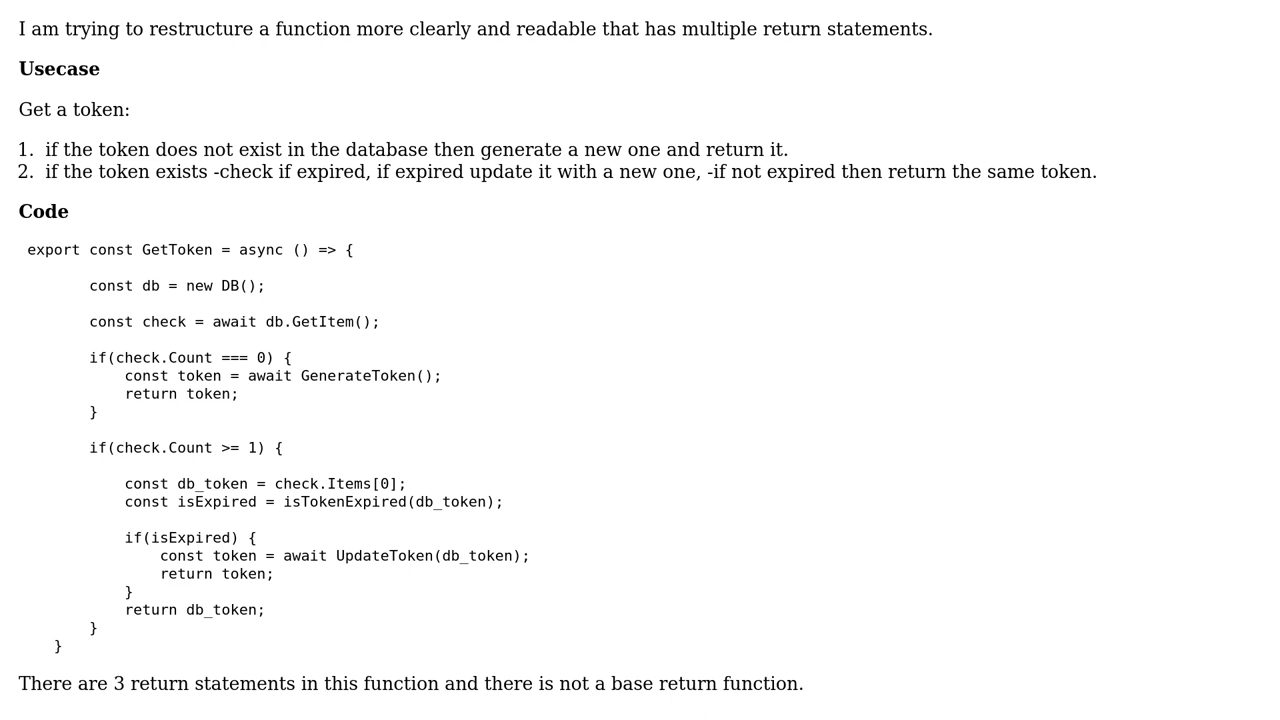 I am trying to restructure a function more clearly and readable that has multiple return statements.
Usecase
Get a token:
1. if the token does not exist in the database then generate a new one and return it.
2. if the token exists -check if expired, if expired update it with a new one, -if not expired then return the same token.
Code
export const GetToken = async () => {
const db = new DB();
const check = await db.GetItem();
if(check.Count === 0) {
const token = await GenerateToken();
return token;
}
if(check.Count >= 1) {
const db_token = check.Items[0];
const isExpired = isTokenExpired(db_token);
if(isExpired) {
const token = await UpdateToken(db_token);
return token;
}
return db_token;
}
}
There are 3 return statements in this function and there is not a base return function.